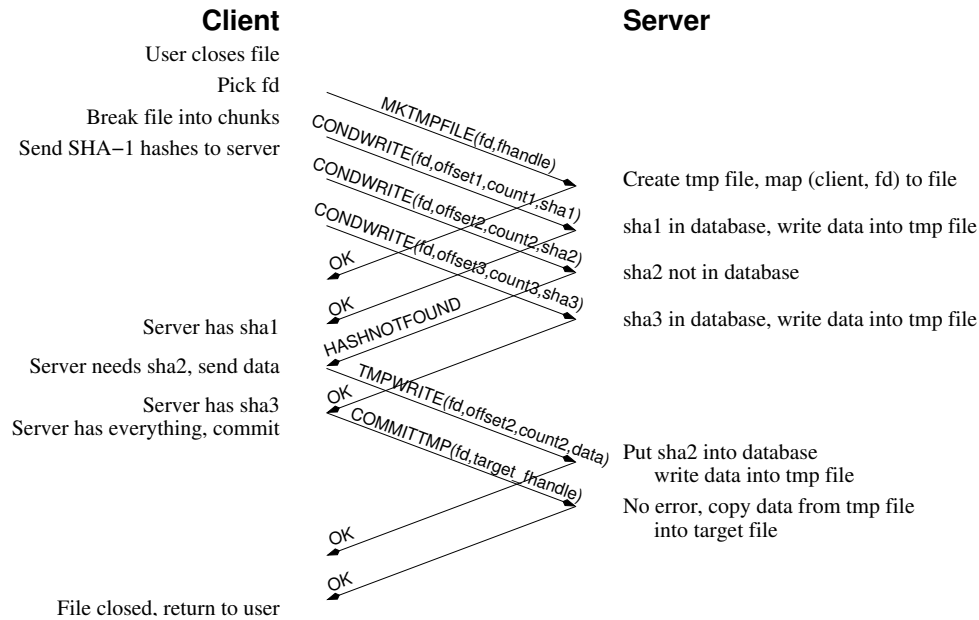 Client
Server
User closes file
Pick fd
Break file into chunks
Send SHA−1 hashes to server
MKTMPFILE(fd,fhandle)
CONDWRITE(fd,offset1,count1,sha1)
CONDWRITE(fd,offset2,count2,sha2)
CONDWRITE(fd,offset3,count3,sha3)
Create tmp file, map (client, fd) to file
sha1 in database, write data into tmp file
OK
sha2 not in database
OK
sha3 in database, write data into tmp file
Server has sha1
HASHNOTFOUND
Server needs sha2, send data
TMPWRITE(fd,offset2,count2,data)
OK
Server has sha3
Server has everything, commit
COMMITTMP(fd,target_fhandle)
Put sha2 into database
write data into tmp file
No error, copy data from tmp file
into target file
OK
OK
File closed, return to user